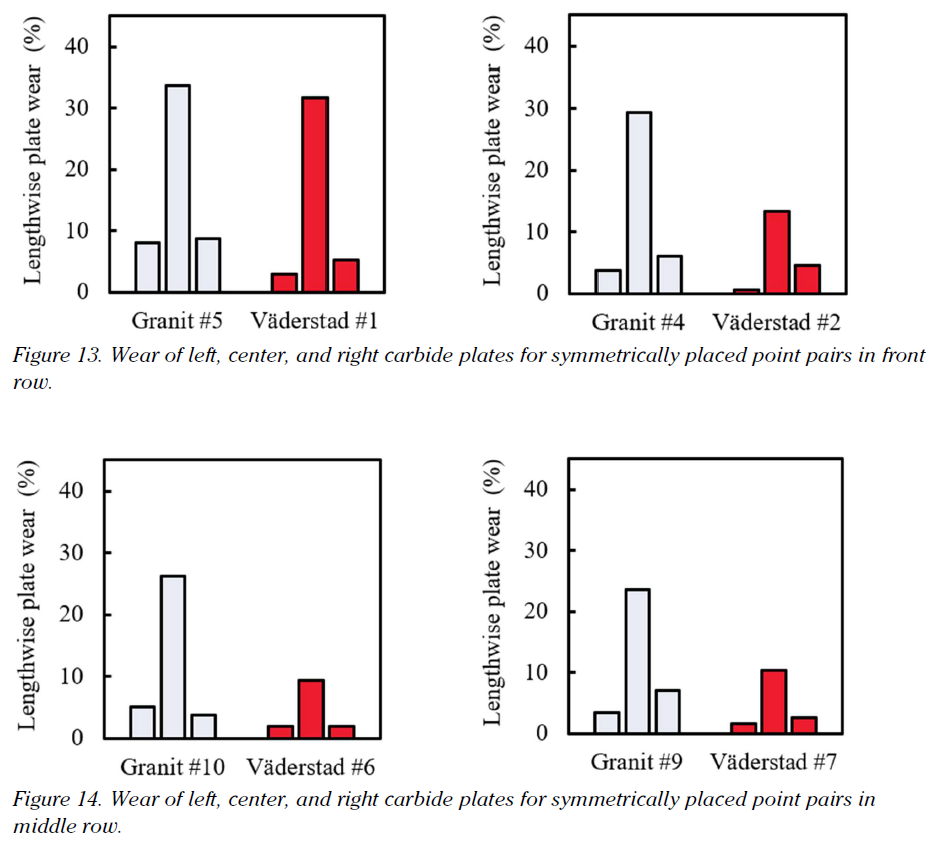 Lengthwise plate wear (%)
40
30
20
10
0
Granit #5 Väderstad #1
Lengthwise plate wear (%)
40
30
20
10
0
Granit #4 Väderstad #2
Figure 13. Wear of left, center, and right carbide plates for symmetrically placed point pairs in front
row.
Lengthwise plate wear (%)
40
30
20
10
0
Granit #10 Väderstad #6
Lengthwise plate wear (%)
40
30
20
10
0
Granit #9 Väderstad #7
Figure 14. Wear of left, center, and right carbide plates for symmetrically placed point pairs in
middle row.